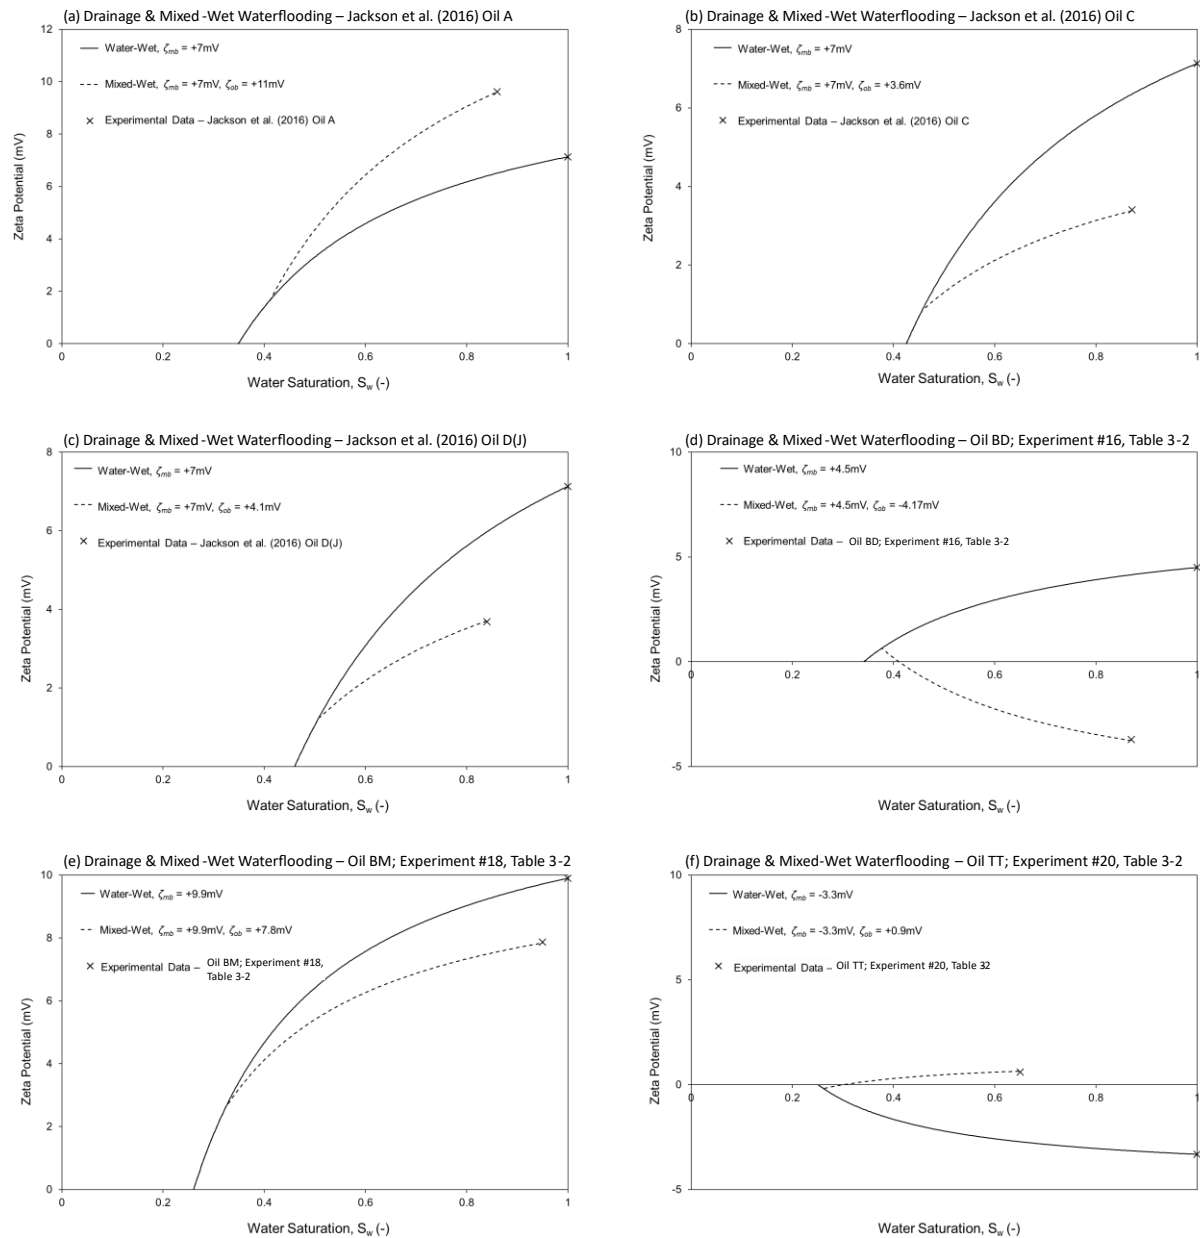 (a) Drainage & Mixed -Wet Waterflooding – Jackson et al. (2016) Oil A
12
10
8
6
4
2
0
0
0.2
0.4
0.6
0.8
1
Zeta Potential (mV)
Water Saturation, Sw (-)
Water-Wet, ζmb = +7mV
Mixed-Wet, ζmb = +7mV, ζob = +11mV
Experimental Data – Jackson et al. (2016) Oil A
(b) Drainage & Mixed -Wet Waterflooding – Jackson et al. (2016) Oil C
8
6
4
2
0
0
0.2
0.4
0.6
0.8
1
Zeta Potential (mV)
Water Saturation, Sw (-)
Water-Wet, ζmb = +7mV
Mixed-Wet, ζmb = +7mV, ζob = +3.6mV
Experimental Data – Jackson et al. (2016) Oil C
(c) Drainage & Mixed -Wet Waterflooding – Jackson et al. (2016) Oil D(J)
8
6
4
2
0
0
0.2
0.4
0.6
0.8
1
Zeta Potential (mV)
Water Saturation, Sw (-)
Water-Wet, ζmb = +7mV
Mixed-Wet, ζmb = +7mV, ζob = +4.1mV
Experimental Data – Jackson et al. (2016) Oil D(J)
(d) Drainage & Mixed -Wet Waterflooding – Oil BD; Experiment #16, Table 3-2
10
5
0
-5
0
0.2
0.4
0.6
0.8
1
Zeta Potential (mV)
Water Saturation, Sw (-)
Water-Wet, ζmb = +4.5mV
Mixed-Wet, ζmb = +4.5mV, ζob = -4.17mV
Experimental Data – Oil BD; Experiment #16, Table 3-2
(e) Drainage & Mixed -Wet Waterflooding – Oil BM; Experiment #18, Table 3-2
10
8
6
4
2
0
0
0.2
0.4
0.6
0.8
1
Zeta Potential (mV)
Water Saturation, Sw (-)
Water-Wet, ζmb = +9.9mV
Mixed-Wet, ζmb = +9.9mV, ζob = +7.8mV
Experimental Data – Oil BM; Experiment #18,
Table 3-2
(f) Drainage & Mixed-Wet Waterflooding – Oil TT; Experiment #20, Table 3-2
10
5
0
-5
0
0.2
0.4
0.6
0.8
1
Zeta Potential (mV)
Water Saturation, Sw (-)
Water-Wet, ζmb = -3.3mV
Mixed-Wet, ζmb = -3.3mV, ζob = +0.9mV
Experimental Data – Oil TT; Experiment #20, Table 32